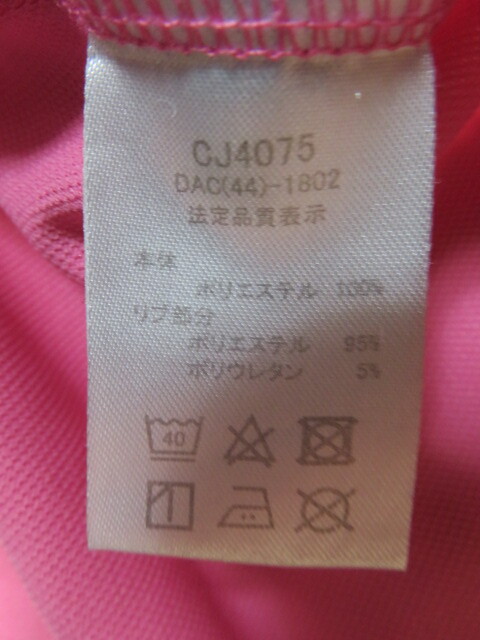 CJ4075
DAC(44)-1802
法定品質表示
本体
ポリエステル 100%
リブ部分
ポリエステル 95%
ポリウレタン 5%
40